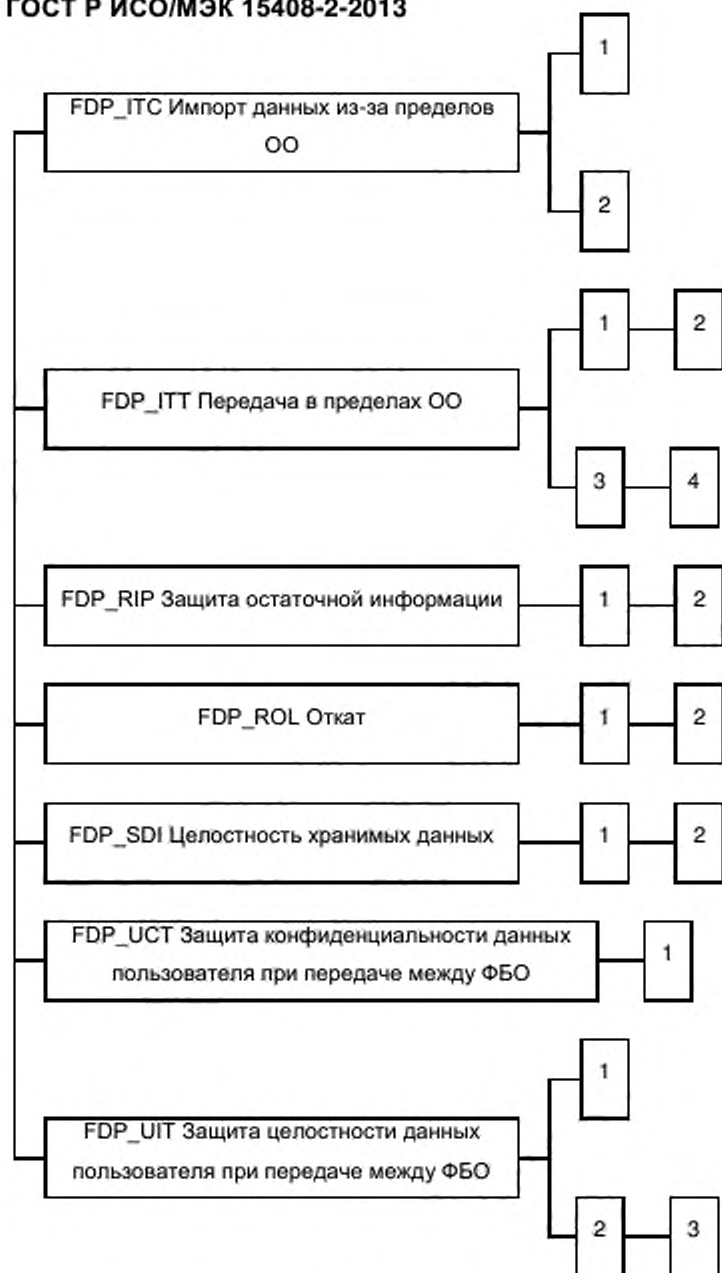 ГОСТ Р ИСО/МЭК 15408-2-2013
1
FDP_ITC Импорт данных из-за пределов
ОО
2
1 2
FDP_ITT Передача в пределах ОО
3 4
FDP_RIP Защита остаточной информации 1 2
FDP_ROL Откат 1 2
FDP_SDI Целостность хранимых данных 1 2
FDP_UCT Защита конфиденциальности данных
пользователя при передаче между ФБО
1
1
FDP_UIT Защита целостности данных
пользователя при передаче между ФБО
2 3